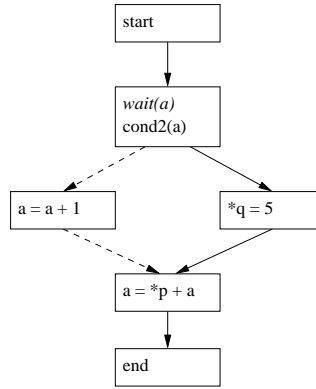 start
wait(a)
cond2(a)
a = a + 1
*q = 5
a = *p + a
end